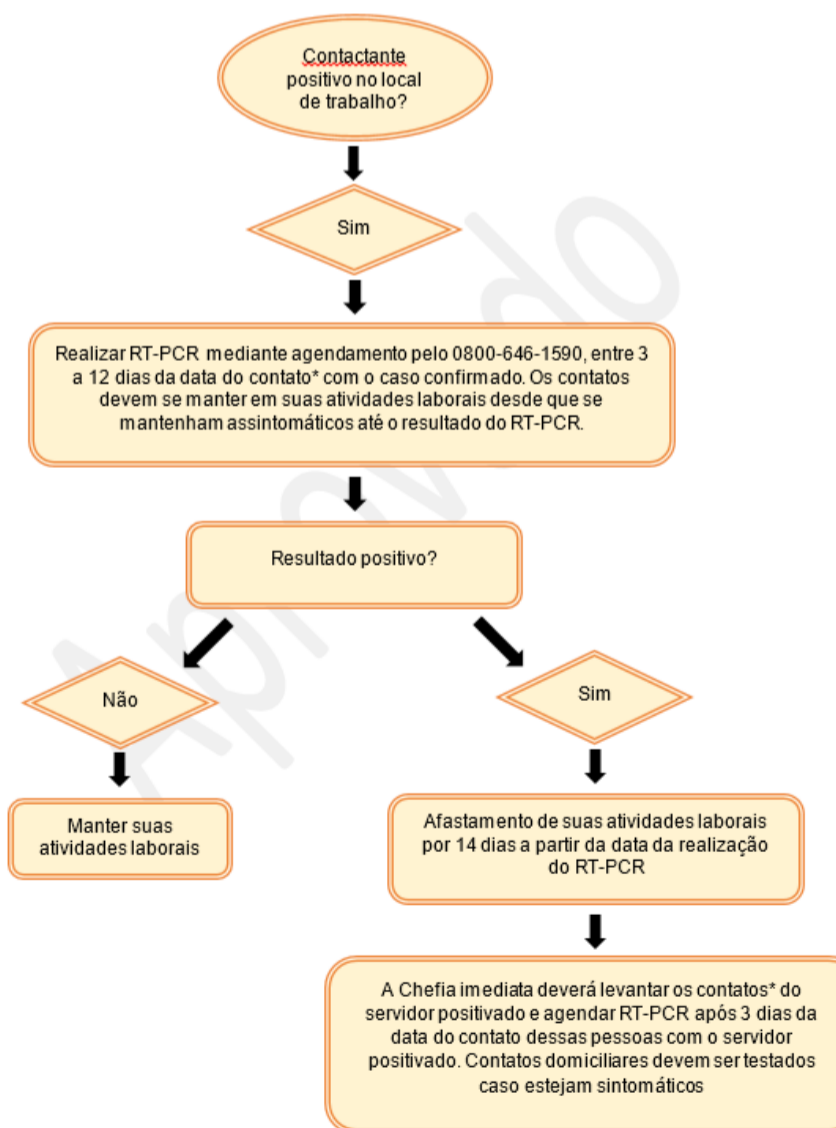 Contactante
positivo no local
de trabalho?
Sim
Realizar RT-PCR mediante agendamento pelo 0800-646-1590, entre 3
a 12 dias da data do contato* com o caso confirmado. Os contatos
devem se manter em suas atividades laborais desde que se
mantenham assintomáticos até o resultado do RT-PCR.
Resultado positivo?
Não
Sim
Manter suas
atividades laborais
Afastamento de suas atividades laborais
por 14 dias a partir da data da realização
do RT-PCR
A Chefia imediata deverá levantar os contatos* do
servidor positivado e agendar RT-PCR após 3 dias da
data do contato dessas pessoas com o servidor
positivado. Contatos domiciliares devem ser testados
caso estejam sintomáticos
Aprovado